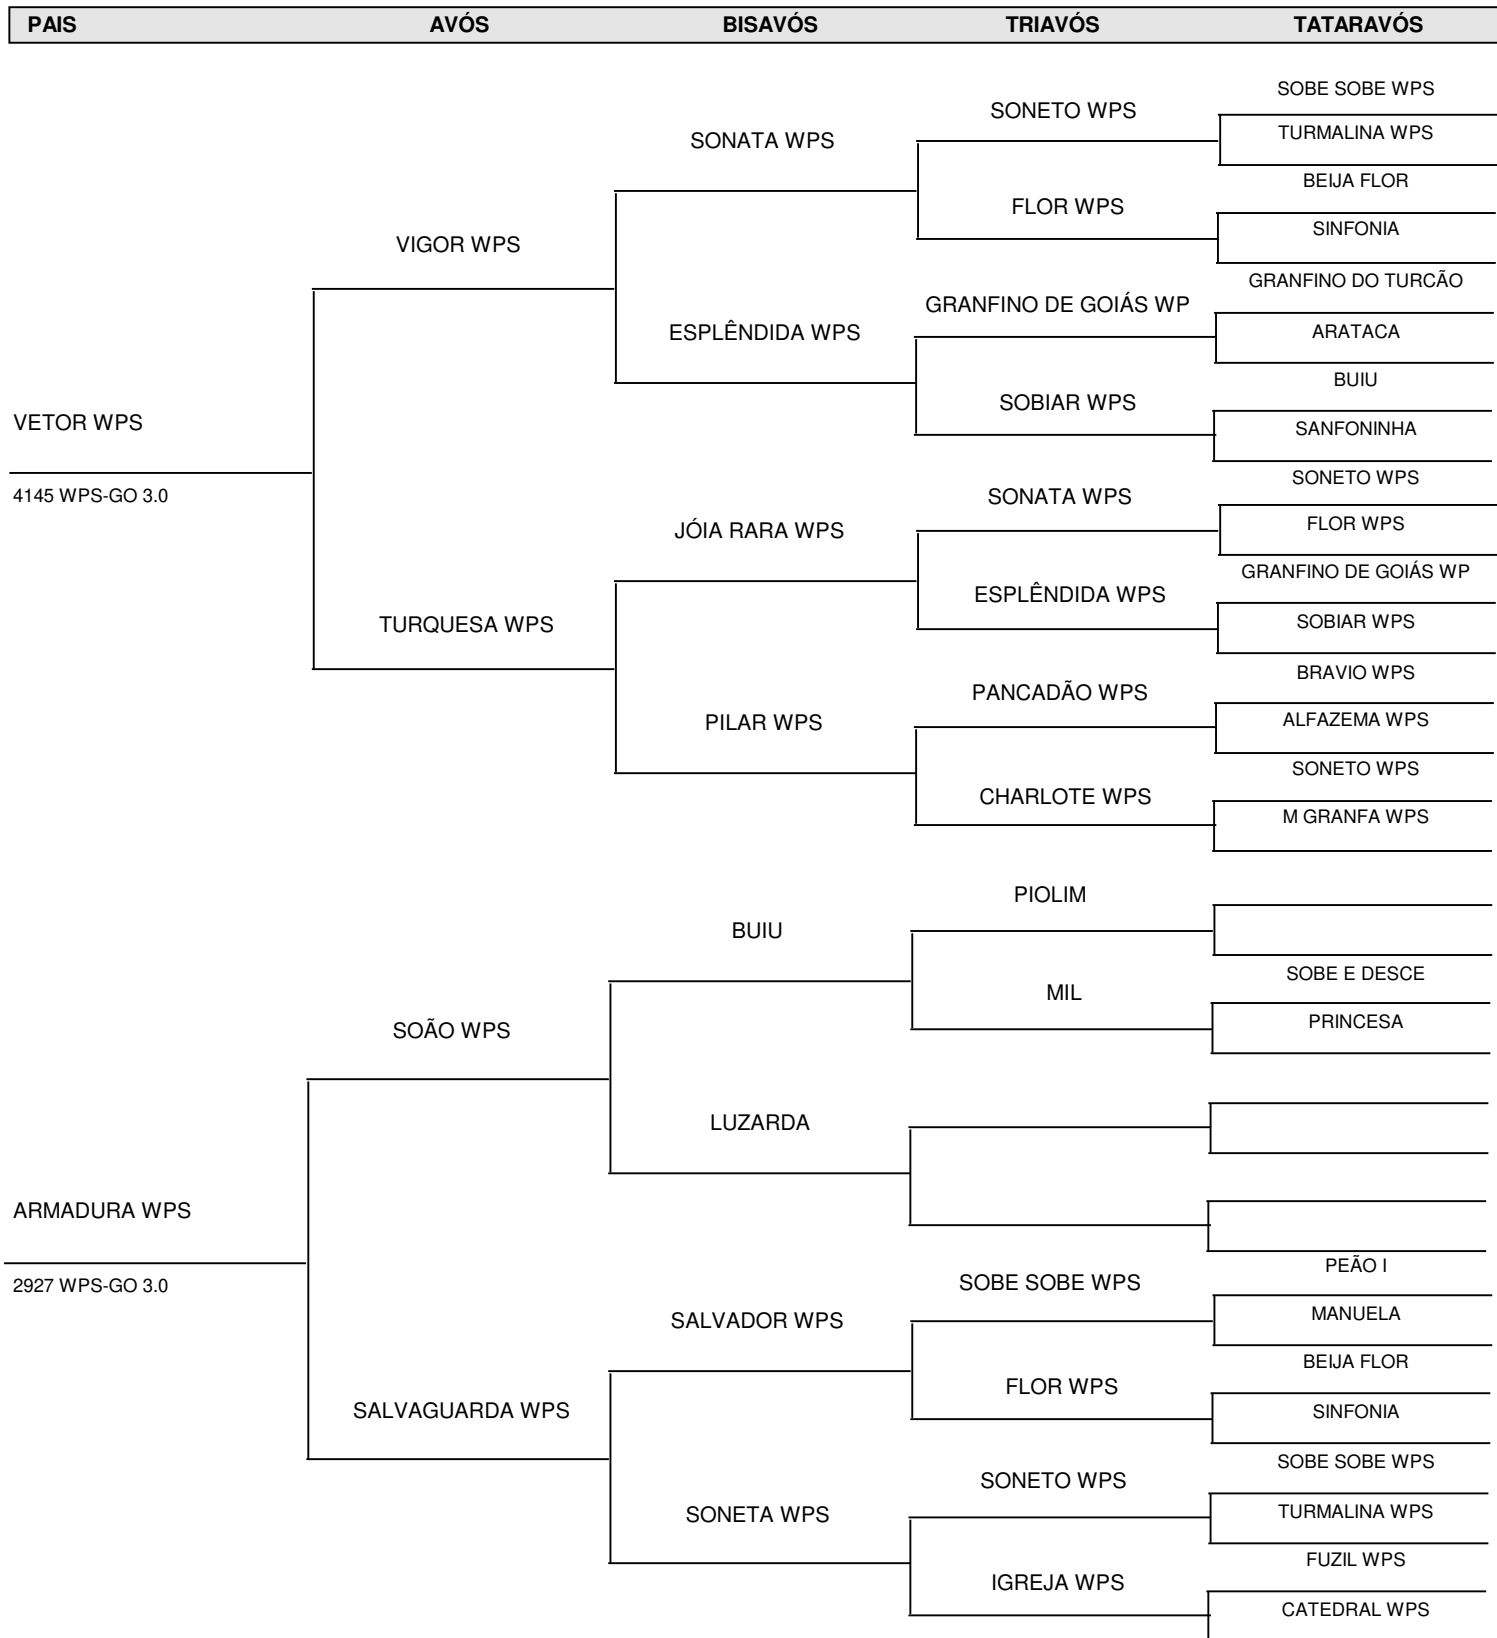 PAIS AVÓS BISAVÓS TRIAVÓS TATARAVÓS
SOBE SOBE WPS
SONETO WPS
TURMALINA WPS
SONATA WPS
BEIJA FLOR
FLOR WPS
SINFONIA
VIGOR WPS
GRANFINO DO TURCÃO
GRANFINO DE GOIÁS WP
ARATACA
ESPLÊNDIDA WPS
BUIU
SOBIAR WPS
SANFONINHA
VETOR WPS
4145 WPS-GO 3.0
SONETO WPS
SONATA WPS
FLOR WPS
JÓIA RARA WPS
GRANFINO DE GOIÁS WP
ESPLÊNDIDA WPS
SOBIAR WPS
TURQUESA WPS
BRAVIO WPS
PANCADÃO WPS
ALFAZEMA WPS
PILAR WPS
SONETO WPS
CHARLOTE WPS
M GRANFA WPS
PIOLIM
BUIU
SOBE E DESCE
MIL
PRINCESA
SOÃO WPS
LUZARDA
ARMADURA WPS
2927 WPS-GO 3.0
PEÃO I
SOBE SOBE WPS
MANUELA
SALVADOR WPS
BEIJA FLOR
FLOR WPS
SINFONIA
SALVAGUARDA WPS
SOBE SOBE WPS
SONETO WPS
TURMALINA WPS
SONETA WPS
FUZIL WPS
IGREJA WPS
CATEDRAL WPS